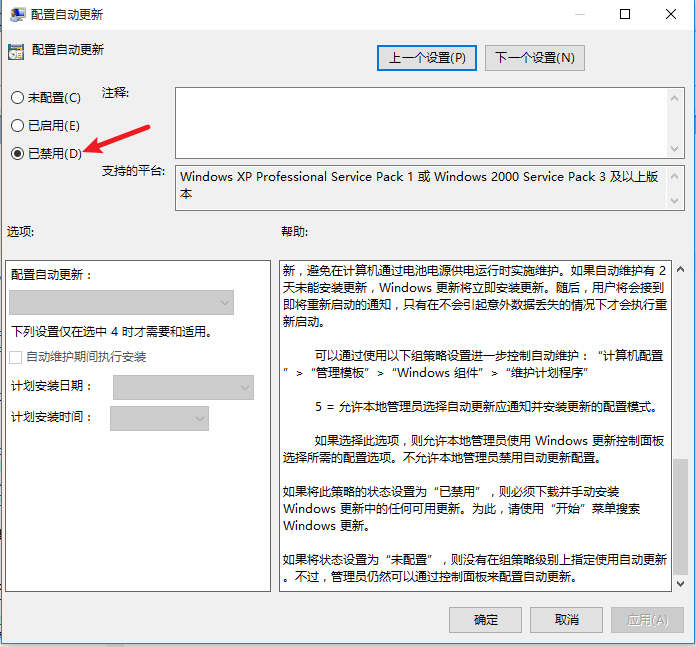 配置自动更新
配置自动更新
上一个设置(P)
下一个设置(N)
未配置(C)
注释:
已启用(E)
已禁用(D)
支持的平台:
Windows XP Professional Service Pack 1 或 Windows 2000 Service Pack 3 及以上版
本
选项:
帮助:
配置自动更新：
下列设置仅在选中 4 时才需要和适用。
自动维护期间执行安装
计划安装日期：
计划安装时间：
新，避免在计算机通过电池电源供电运行时实施维护。如果自动维护有 2
天未能安装更新，Windows 更新将立即安装更新。随后，用户将会接到
即将重新启动的通知，只有在不会引起意外数据丢失的情况下才会执行重
新启动。
可以通过使用以下组策略设置进一步控制自动维护：“计算机配置
”>“管理模板”>“Windows 组件”>“维护计划程序”
5 = 允许本地管理员选择自动更新应通知并安装更新的配置模式。
如果选择此选项，则允许本地管理员使用 Windows 更新控制面板
选择所需的配置选项。不允许本地管理员禁用自动更新配置。
如果将此策略的状态设置为“已禁用”，则必须下载并手动安装
Windows 更新中的任何可用更新。为此，请使用“开始”菜单搜索
Windows 更新。
如果将状态设置为“未配置”，则没有在组策略级别上指定使用自动更新
。不过，管理员仍然可以通过控制面板来配置自动更新。
确定
取消
应用(A)